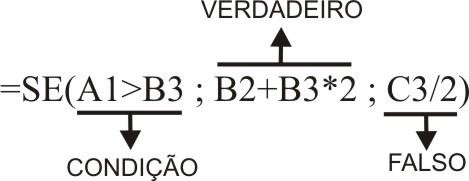 VERDADEIRO
=SE(A1>B3 ; B2+B3*2 ; C3/2)
CONDIÇÃO
FALSO